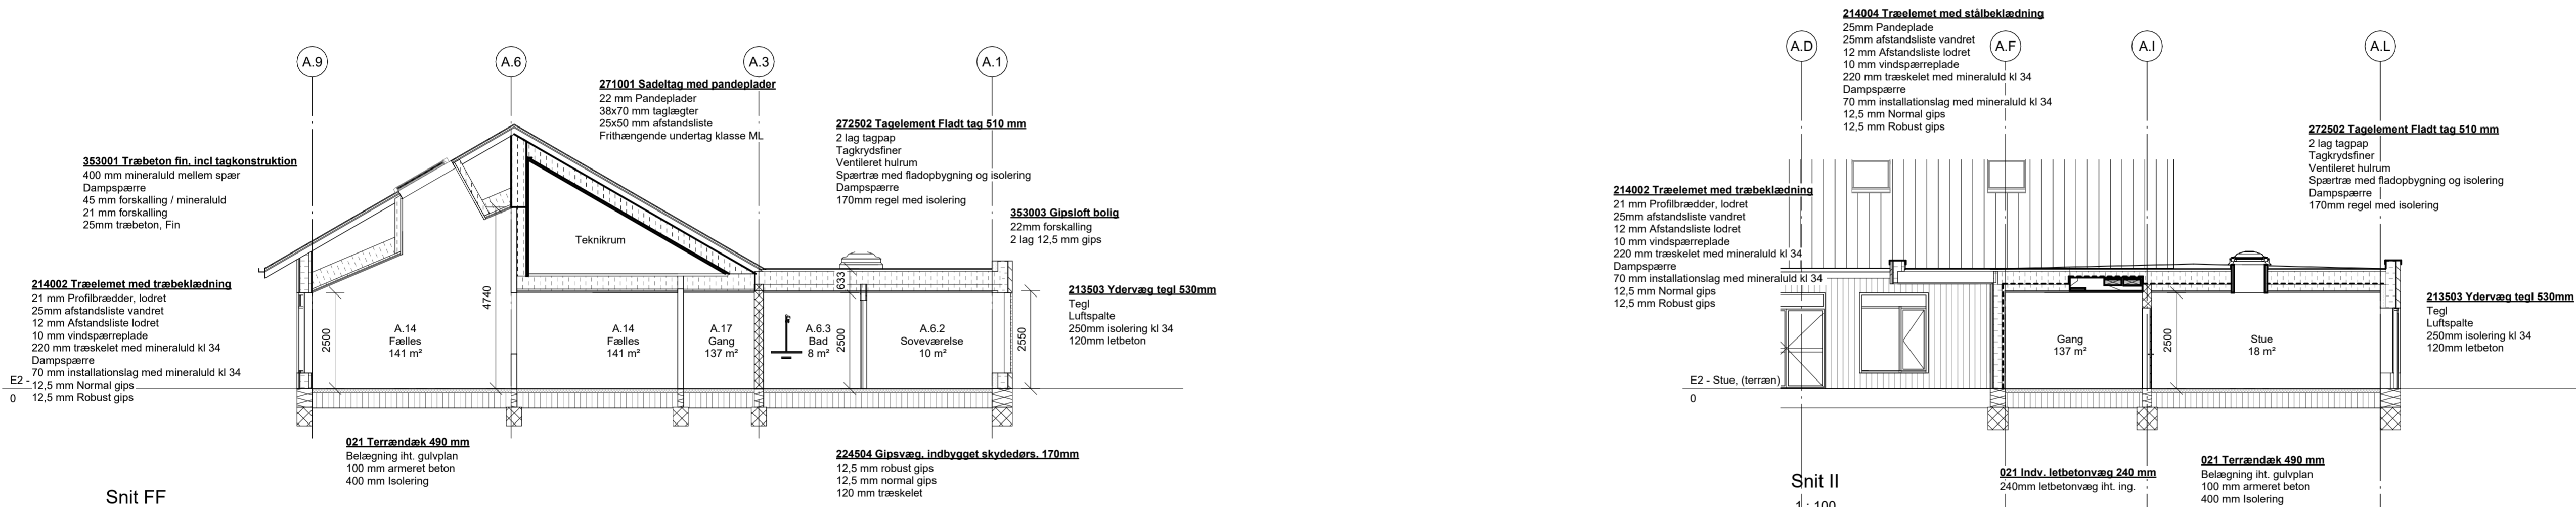 A.9
A.6
A.3
A.1
271001 Sadeltag med pandeplader
22 mm Pandeplader
38x70 mm taglægter
25x50 mm afstandsliste
Frithængende undertag klasse ML
272502 Tagelement Fladt tag 510 mm
2 lag tagpap
Tagkrydsfiner
Ventileret hulrum
Spærtræ med fladopbygning og isolering
Dampspærre
170mm regel med isolering
353001 Træbeton fin, incl tagkonstruktion
400 mm mineraluld mellem spær
Dampspærre
45 mm forskalling / mineraluld
21 mm forskalling
25mm træbeton, Fin
353003 Gipsloft bolig
22mm forskalling
2 lag 12,5 mm gips
Teknikrum
633
4740
214002 Træelemet med træbeklædning
21 mm Profilbrædder, lodret
25mm afstandsliste vandret
12 mm Afstandsliste lodret
10 mm vindspærreplade
220 mm træskelet med mineraluld kl 34
Dampspærre
70 mm installationslag med mineraluld kl 34
12,5 mm Normal gips
12,5 mm Robust gips
E2 -
0
213503 Ydervæg tegl 530mm
Tegl
Luftspalte
250mm isolering kl 34
120mm letbeton
2500
A.14
Fælles
141 m²
A.14
Fælles
141 m²
A.17
Gang
137 m²
A.6.3
Bad
8 m²
2500
A.6.2
Soveværelse
10 m²
2550
021 Terrændæk 490 mm
Belægning iht. gulvplan
100 mm armeret beton
400 mm Isolering
224504 Gipsvæg, indbygget skydedørs. 170mm
12,5 mm robust gips
12,5 mm normal gips
120 mm træskelet
Snit FF
214004 Træelemet med stålbeklædning
25mm Pandeplade
25mm afstandsliste vandret
12 mm Afstandsliste lodret
10 mm vindspærreplade
220 mm træskelet med mineraluld kl 34
Dampspærre
70 mm installationslag med mineraluld kl 34
12,5 mm Normal gips
12,5 mm Robust gips
A.D
A.F
A.I
A.L
272502 Tagelement Fladt tag 510 mm
2 lag tagpap
Tagkrydsfiner
Ventileret hulrum
Spærtræ med fladopbygning og isolering
Dampspærre
170mm regel med isolering
214002 Træelemet med træbeklædning
21 mm Profilbrædder, lodret
25mm afstandsliste vandret
12 mm Afstandsliste lodret
10 mm vindspærreplade
220 mm træskelet med mineraluld kl 34
Dampspærre
70 mm installationslag med mineraluld kl 34
12,5 mm Normal gips
12,5 mm Robust gips
213503 Ydervæg tegl 530mm
Tegl
Luftspalte
250mm isolering kl 34
120mm letbeton
Gang
137 m²
2500
Stue
18 m²
E2 - Stue, (terræn)
0
021 Indv. letbetonvæg 240 mm
240mm letbetonvæg iht. ing.
021 Terrændæk 490 mm
Belægning iht. gulvplan
100 mm armeret beton
400 mm Isolering
Snit II
1 : 100